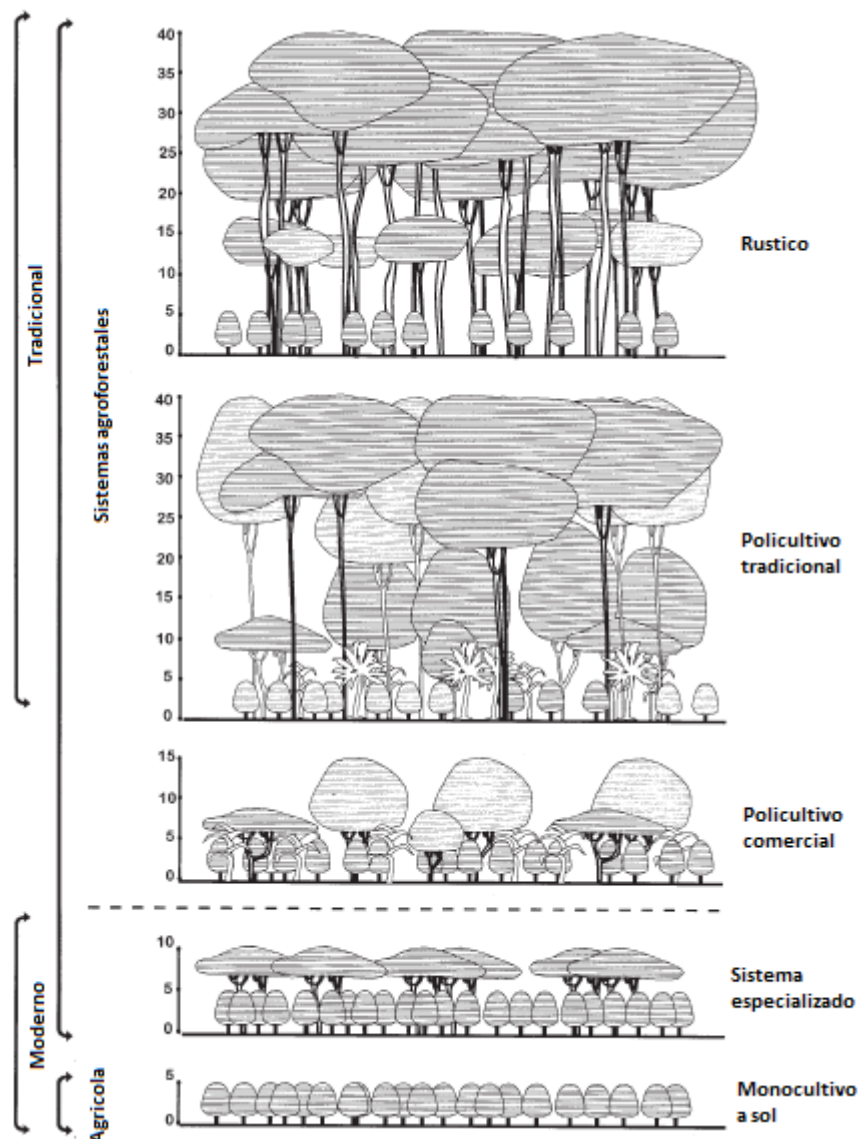 Tradicional
Sistemas agroforestales
40
35
30
25
20
15
10
5
0
Rustico
40
35
30
25
20
15
10
5
0
Policultivo
tradicional
15
10
5
0
Policultivo
comercial
Moderno
10
5
0
Sistema
especializado
Agrícola
5
0
Monocultivo
a sol